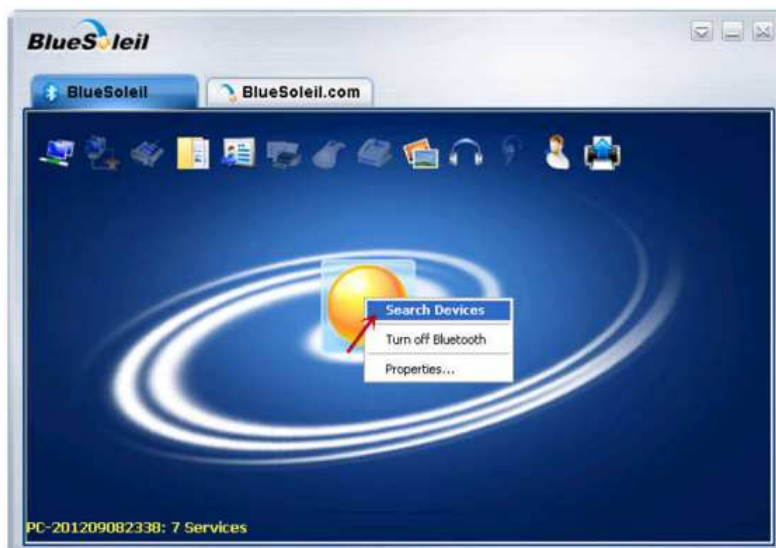 BlueSoleil
BlueSoleil
BlueSoleil.com
Search Devices
Turn off Bluetooth
Properties...
PC-201209082338: 7 Services